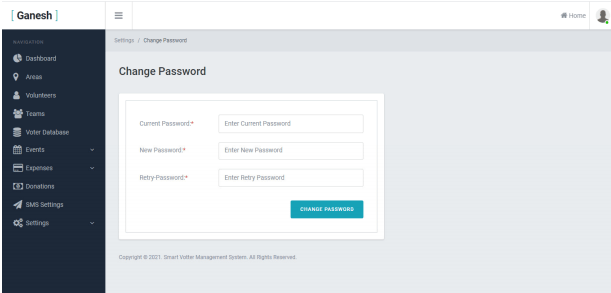 [ Ganesh ]
Home
NAVIGATION
Settings / Change Password
Dashboard
Areas
Volunteers
Teams
Voter Database
Events
Expenses
Donations
SMS Settings
Settings
Change Password
Current Password:* Enter Current Password
New Password:* Enter New Password
Retry-Password:* Enter Retry Password
CHANGE PASSWORD
Copyright © 2021. Smart Votter Management System. All Rights Reserved.